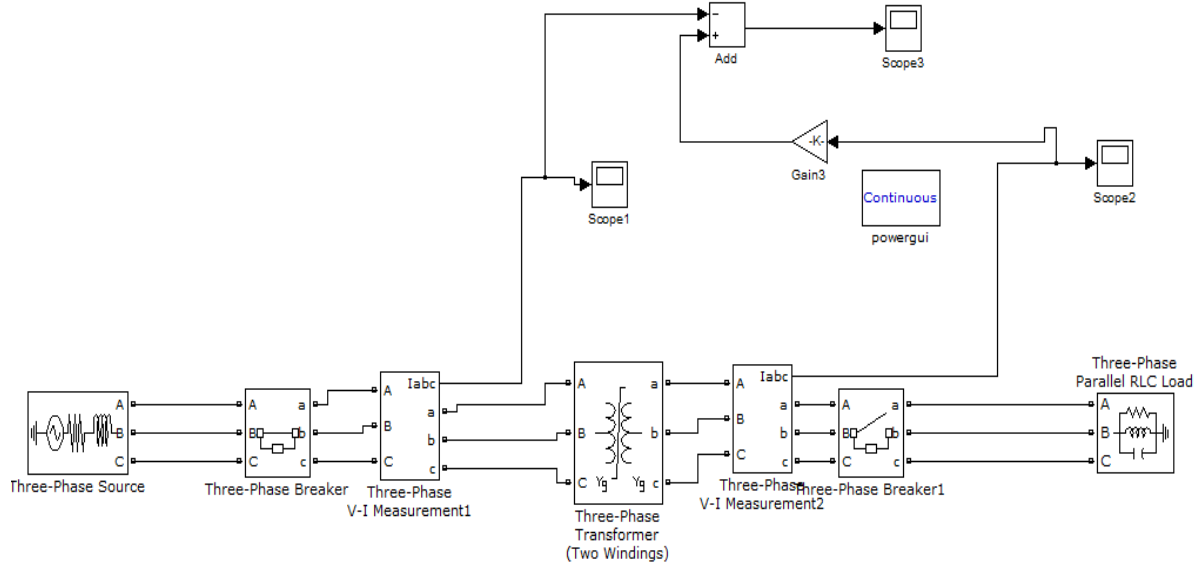 −
+
Add
Scope3
-K-
Gain3
Scope1
Continuous
powergui
Scope2
A
B
C
Three-Phase Source
A
B
C
a
b
c
Three-Phase Breaker
A
B
C
Iabc
a
b
c
Three-Phase
V-I Measurement1
A
B
C
a
b
c
Yg
Yg
Three-Phase
Transformer
(Two Windings)
A
B
C
Iabc
a
b
c
Three-Phase
V-I Measurement2
A
B
C
a
b
c
Three-Phase Breaker1
Three-Phase
Parallel RLC Load
A
B
C